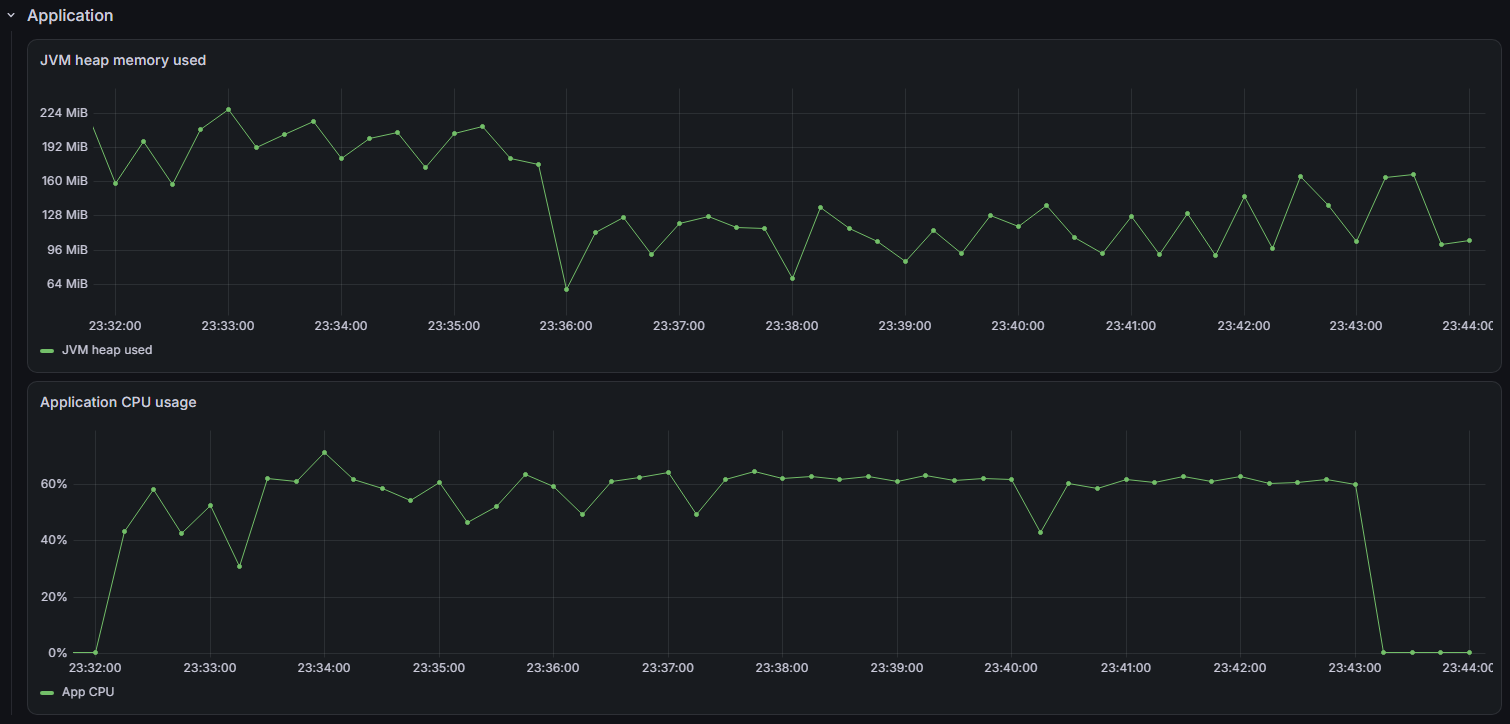 Application
JVM heap memory used
224 MiB
192 MiB
160 MiB
128 MiB
96 MiB
64 MiB
23:32:00 23:33:00 23:34:00 23:35:00 23:36:00 23:37:00 23:38:00 23:39:00 23:40:00 23:41:00 23:42:00 23:43:00 23:44:00
JVM heap used
Application CPU usage
60%
40%
20%
0%
23:32:00 23:33:00 23:34:00 23:35:00 23:36:00 23:37:00 23:38:00 23:39:00 23:40:00 23:41:00 23:42:00 23:43:00 23:44:00
App CPU